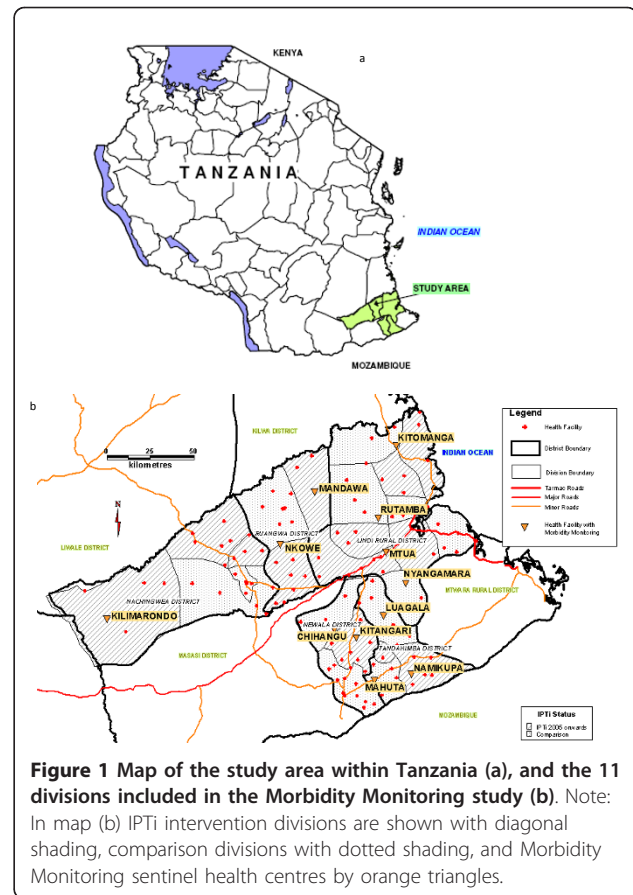 KENYA
a
TANZANIA
INDIAN OCEAN
STUDY AREA
MOZAMBIQUE
b
KILWA DISTRICT
KITOMANGA
INDIAN OCEAN
Legend
Health Facility
District Boundary
Division Boundary
Tarmac Roads
Major Roads
Minor Roads
Health Facility with
Morbidity Monitoring
0 25 50
kilometres
N
MANDAWA
RUTAMBA
RUANGWA DISTRICT
LINDI RURAL DISTRICT
LIWALE DISTRICT
NKOWE
MTUA
NYANGAMARA
MTWARA RURAL DISTRICT
NACHINGWEA DISTRICT
KILIMARONDO
LUAGALA
NEWALA DISTRICT
CHIHANGU
KITANGARI
TANDAHIMBA DISTRICT
MASASI DISTRICT
NAMIKUPA
MAHUTA
MOZAMBIQUE
IPTi Status
IPTi 2005 onwards
Comparison
Figure 1 Map of the study area within Tanzania (a), and the 11
divisions included in the Morbidity Monitoring study (b). Note:
In map (b) IPTi intervention divisions are shown with diagonal
shading, comparison divisions with dotted shading, and Morbidity
Monitoring sentinel health centres by orange triangles.